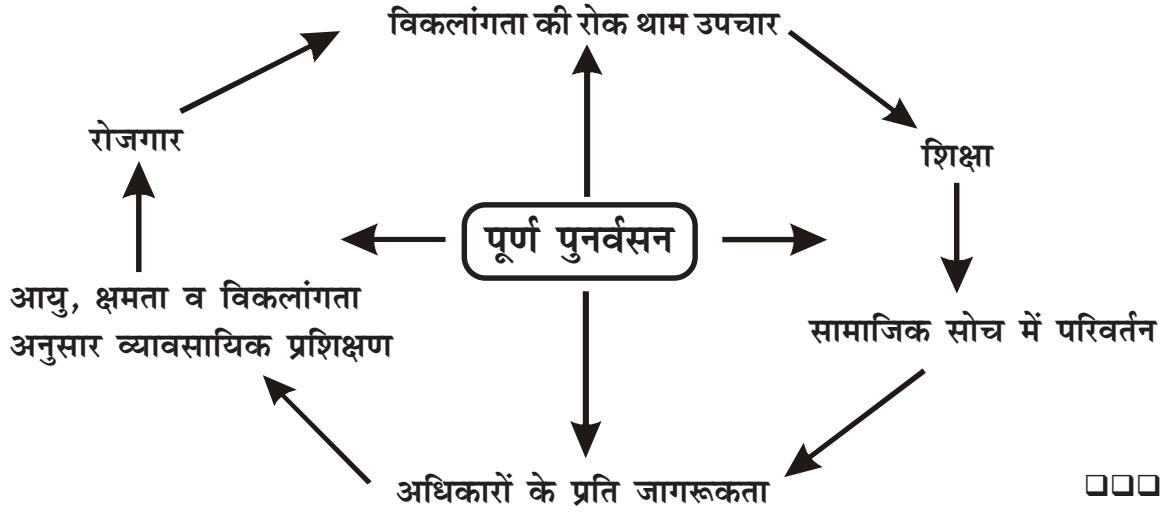 विकलांगता की रोक थाम उपचार
रोजगार
शिक्षा
पूर्ण पुनर्वसन
आयु, क्षमता व विकलांगता
अनुसार व्यावसायिक प्रशिक्षण
सामाजिक सोच में परिवर्तन
अधिकारों के प्रति जागरूकता
❑❑❑